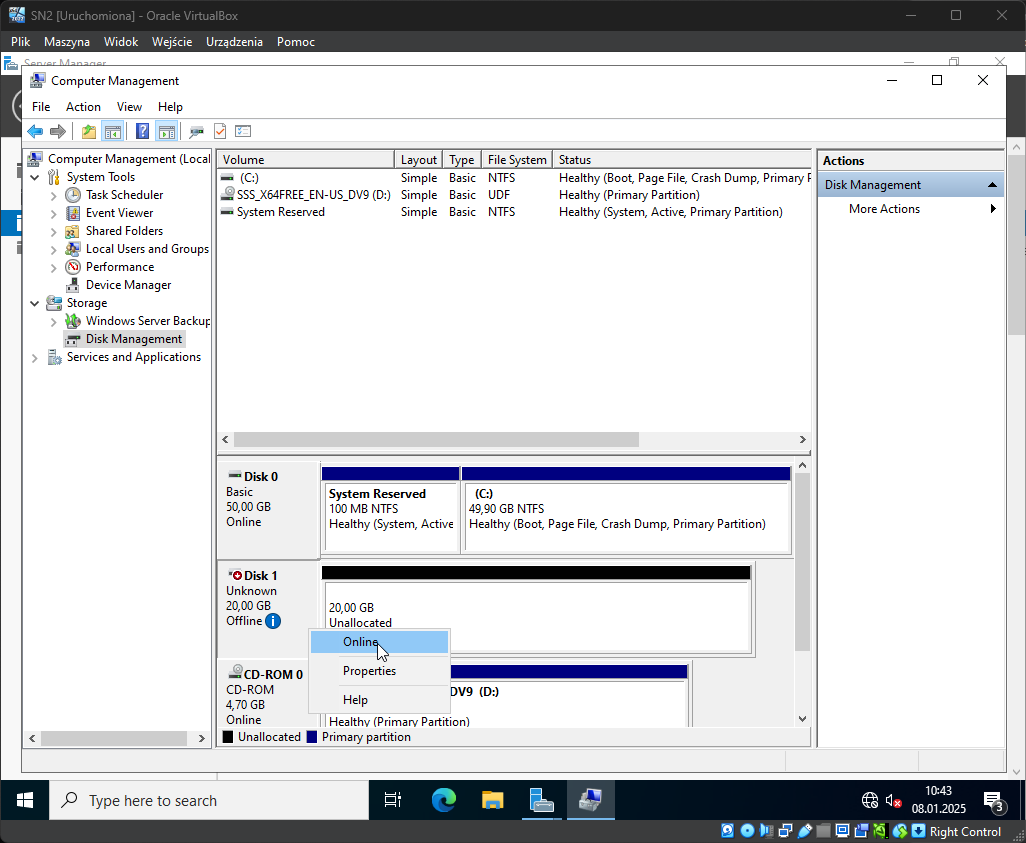 SN2 [Uruchomiona] - Oracle VirtualBox
Plik Maszyna Widok Wejście Urządzenia Pomoc
Server Manager
Computer Management
File Action View Help
Computer Management (Local
System Tools
Task Scheduler
Event Viewer
Shared Folders
Local Users and Groups
Performance
Device Manager
Storage
Windows Server Backup
Disk Management
Services and Applications
Volume Layout Type File System Status
(C:) Simple Basic NTFS Healthy (Boot, Page File, Crash Dump, Primary P
SSS_X64FREE_EN-US_DV9 (D:) Simple Basic UDF Healthy (Primary Partition)
System Reserved Simple Basic NTFS Healthy (System, Active, Primary Partition)
Disk 0
Basic
50,00 GB
Online
System Reserved
100 MB NTFS
Healthy (System, Active
(C:)
49,90 GB NTFS
Healthy (Boot, Page File, Crash Dump, Primary Partition)
Disk 1
Unknown
20,00 GB
Offline
20,00 GB
Unallocated
Online
Properties
Help
CD-ROM 0
CD-ROM
4,70 GB
Online
DV9 (D:)
Healthy (Primary Partition)
Unallocated Primary partition
Actions
Disk Management
More Actions
Type here to search
10:43
08.01.2025
3
Right Control